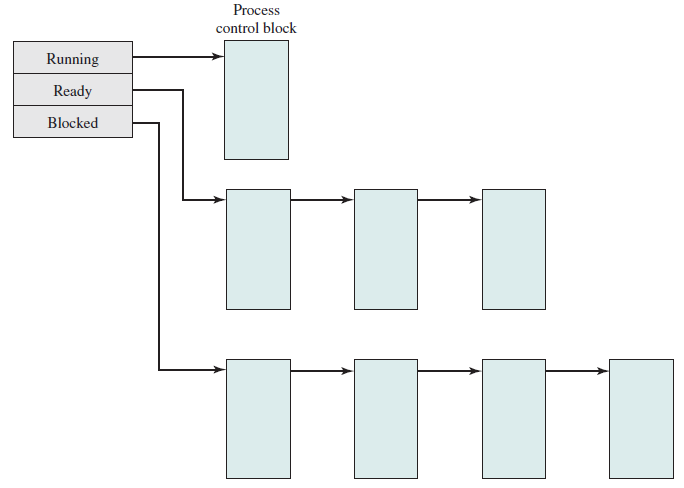 Process
control block
Running
Ready
Blocked